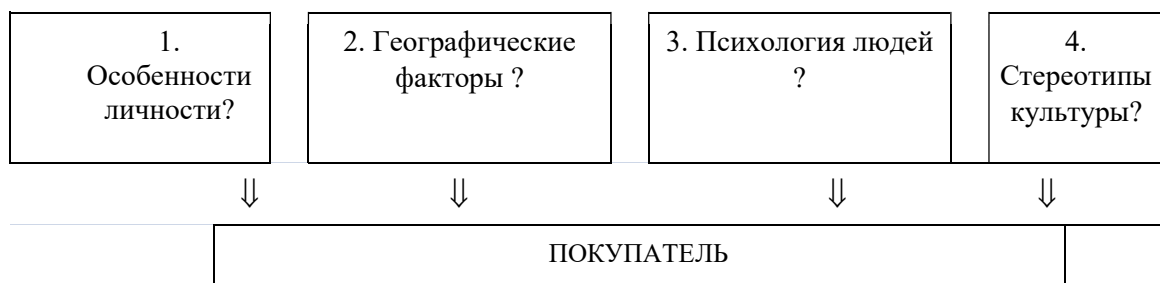 1.
Особенности
личности?
2. Географические
факторы ?
3. Психология людей
?
4.
Стереотипы
культуры?
⇓ ⇓ ⇓ ⇓
ПОКУПАТЕЛЬ